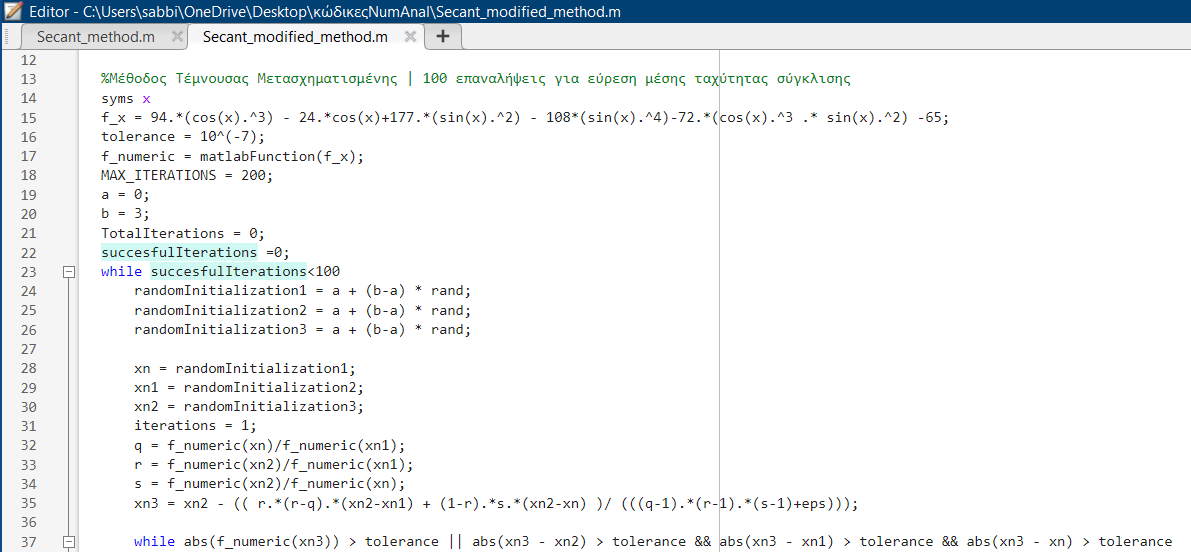 Editor - C:\Users\sabbi\OneDrive\Desktop\κώδικεςNumAnal\Secant_modified_method.m
Secant_method.m × Secant_modified_method.m × +
12
13 %Μέθοδος Τέμνουσας Μετασχηματισμένης | 100 επαναλήψεις για εύρεση μέσης ταχύτητας σύγκλισης
14 syms x
15 f_x = 94.*(cos(x).^3) - 24.*cos(x)+177.*(sin(x).^2) - 108*(sin(x).^4)-72.*(cos(x).^3 .* sin(x).^2) -65;
16 tolerance = 10^(-7);
17 f_numeric = matlabFunction(f_x);
18 MAX_ITERATIONS = 200;
19 a = 0;
20 b = 3;
21 TotalIterations = 0;
22 succesfulIterations =0;
23 while succesfulIterations<100
24 randomInitialization1 = a + (b-a) * rand;
25 randomInitialization2 = a + (b-a) * rand;
26 randomInitialization3 = a + (b-a) * rand;
27
28 xn = randomInitialization1;
29 xn1 = randomInitialization2;
30 xn2 = randomInitialization3;
31 iterations = 1;
32 q = f_numeric(xn)/f_numeric(xn1);
33 r = f_numeric(xn2)/f_numeric(xn1);
34 s = f_numeric(xn2)/f_numeric(xn);
35 xn3 = xn2 - (( r.*(r-q).*(xn2-xn1) + (1-r).*s.*(xn2-xn) )/ (((q-1).*(r-1).*(s-1)+eps)));
36
37 while abs(f_numeric(xn3)) > tolerance || abs(xn3 - xn2) > tolerance && abs(xn3 - xn1) > tolerance && abs(xn3 - xn) > tolerance